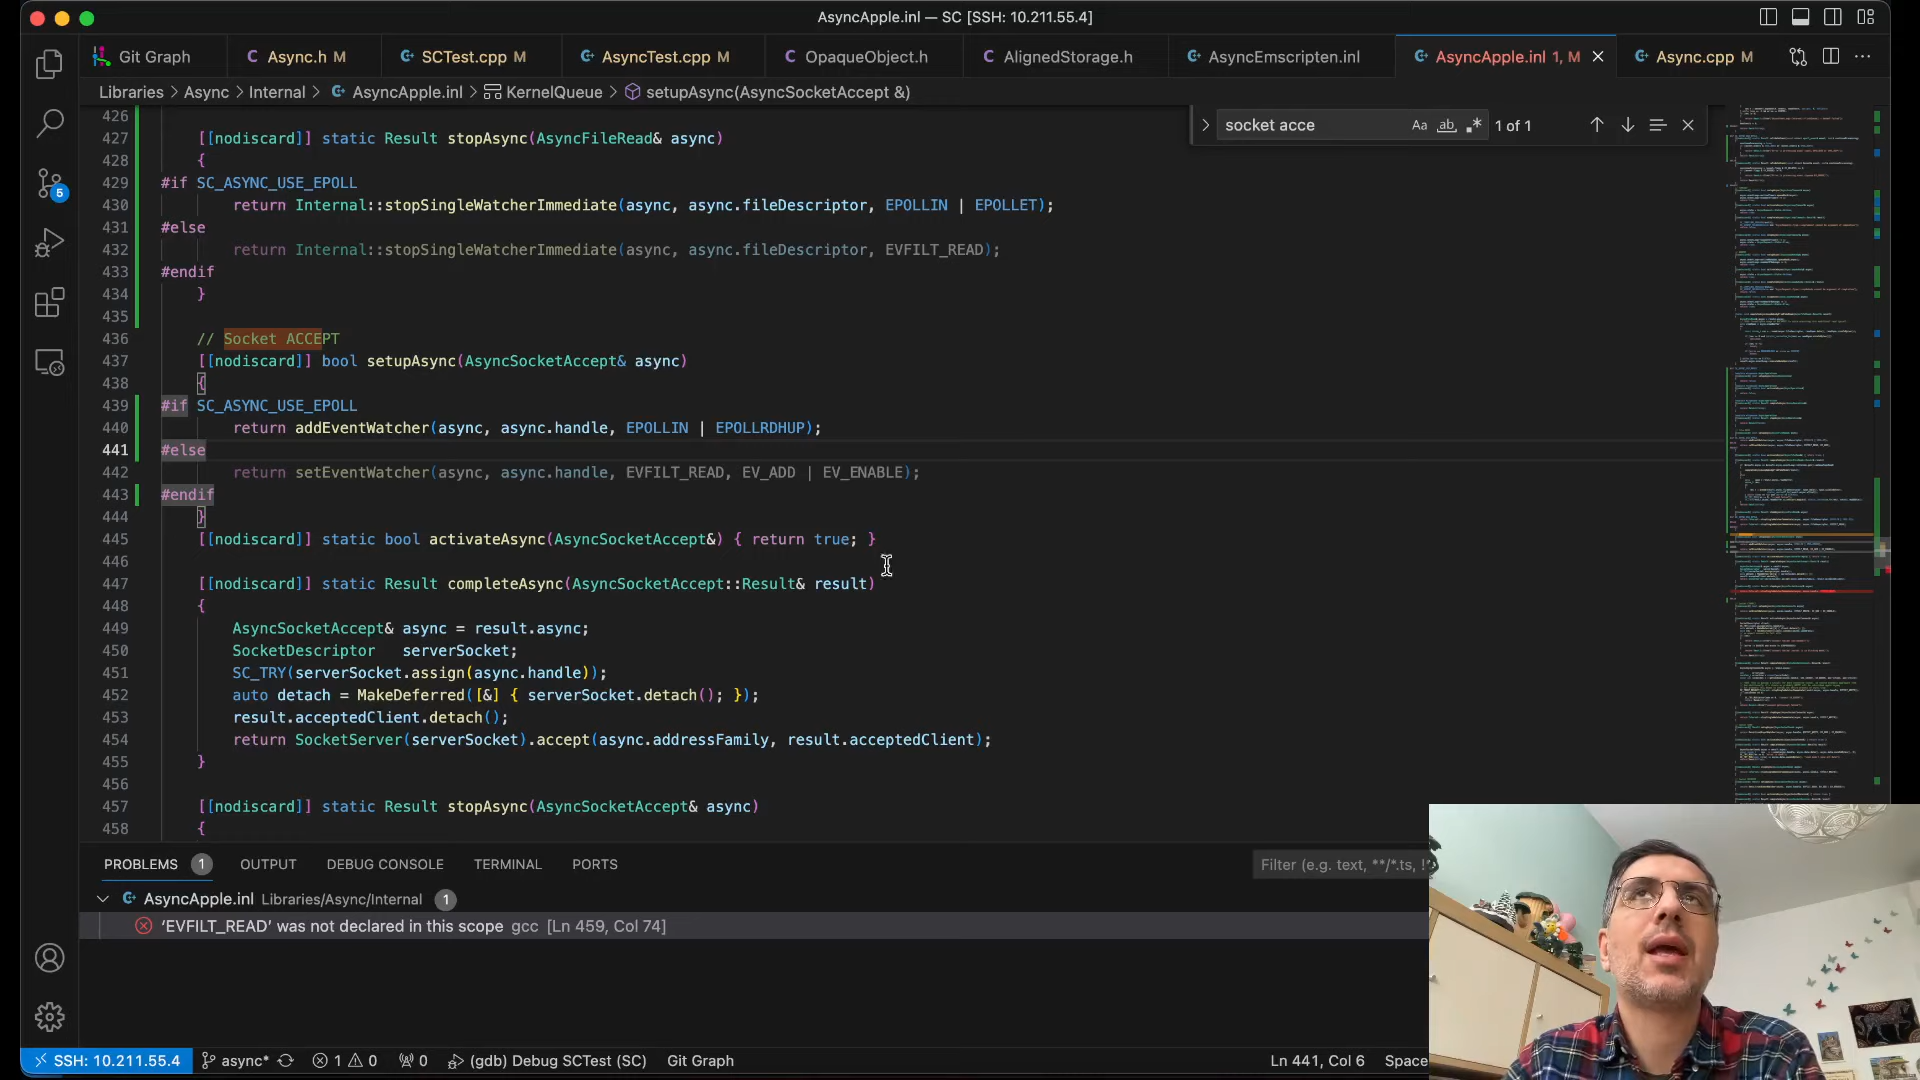 AsyncApple.inl — SC [SSH: 10.211.55.4]
Git Graph
Async.h M
SCTest.cpp M
AsyncTest.cpp M
OpaqueObject.h
AlignedStorage.h
AsyncEmscripten.inl
AsyncApple.inl 1, M
Async.cpp M
Libraries > Async > Internal > AsyncApple.inl > KernelQueue > setupAsync(AsyncSocketAccept &)
socket acce
Aa ab .* 1 of 1
426
427 [[nodiscard]] static Result stopAsync(AsyncFileRead& async)
428 {
429 #if SC_ASYNC_USE_EPOLL
430 return Internal::stopSingleWatcherImmediate(async, async.fileDescriptor, EPOLLIN | EPOLLET);
431 #else
432 return Internal::stopSingleWatcherImmediate(async, async.fileDescriptor, EVFILT_READ);
433 #endif
434 }
435
436 // Socket ACCEPT
437 [[nodiscard]] bool setupAsync(AsyncSocketAccept& async)
438 {
439 #if SC_ASYNC_USE_EPOLL
440 return addEventWatcher(async, async.handle, EPOLLIN | EPOLLRDHUP);
441 #else
442 return setEventWatcher(async, async.handle, EVFILT_READ, EV_ADD | EV_ENABLE);
443 #endif
444 }
445 [[nodiscard]] static bool activateAsync(AsyncSocketAccept&) { return true; }
446
447 [[nodiscard]] static Result completeAsync(AsyncSocketAccept::Result& result)
448 {
449 AsyncSocketAccept& async = result.async;
450 SocketDescriptor serverSocket;
451 SC_TRY(serverSocket.assign(async.handle));
452 auto detach = MakeDeferred([&] { serverSocket.detach(); });
453 result.acceptedClient.detach();
454 return SocketServer(serverSocket).accept(async.addressFamily, result.acceptedClient);
455 }
456
457 [[nodiscard]] static Result stopAsync(AsyncSocketAccept& async)
458 {
5
PROBLEMS 1 OUTPUT DEBUG CONSOLE TERMINAL PORTS
Filter (e.g. text, **/*.ts, !*
AsyncApple.inl Libraries/Async/Internal 1
‘EVFILT_READ’ was not declared in this scope gcc [Ln 459, Col 74]
SSH: 10.211.55.4 async* 1 0 0 (gdb) Debug SCTest (SC) Git Graph
Ln 441, Col 6 Space